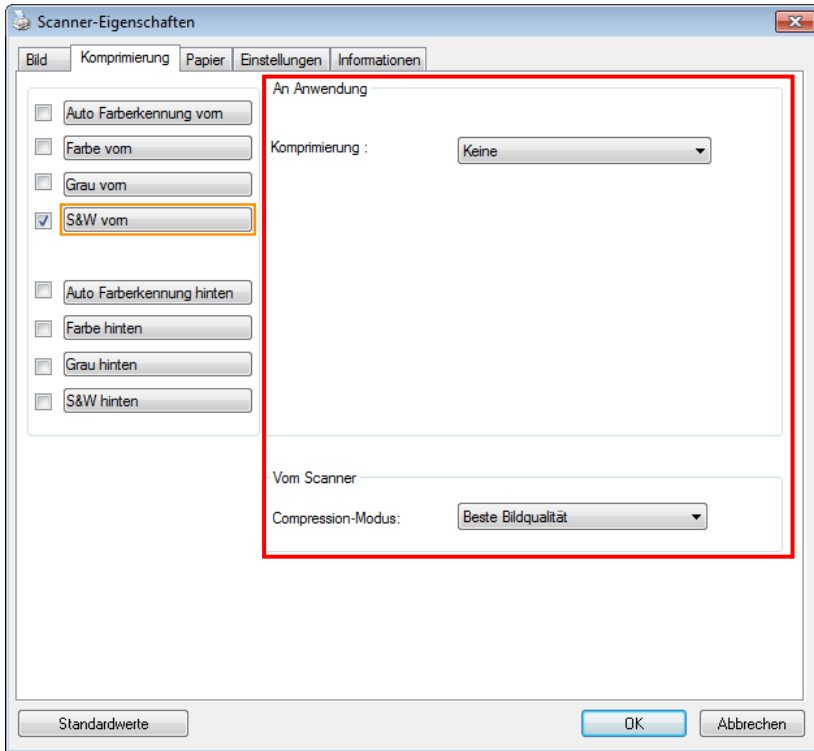 Scanner-Eigenschaften
Bild
Komprimierung
Papier
Einstellungen
Informationen
Auto Farberkennung vorn
Farbe vorn
Grau vorn
S&W vorn
Auto Farberkennung hinten
Farbe hinten
Grau hinten
S&W hinten
An Anwendung
Komprimierung :
Keine
Vom Scanner
Compression-Modus:
Beste Bildqualität
Standardwerte
OK
Abbrechen